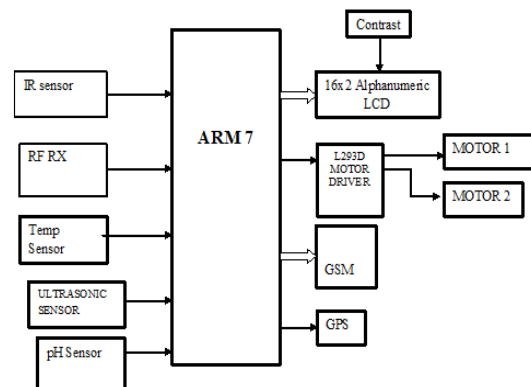 Contrast
IR sensor
16x2 Alphanumeric
LCD
ARM 7
RF RX
L293D
MOTOR
DRIVER
MOTOR 1
MOTOR 2
Temp
Sensor
GSM
ULTRASONIC
SENSOR
GPS
pH Sensor